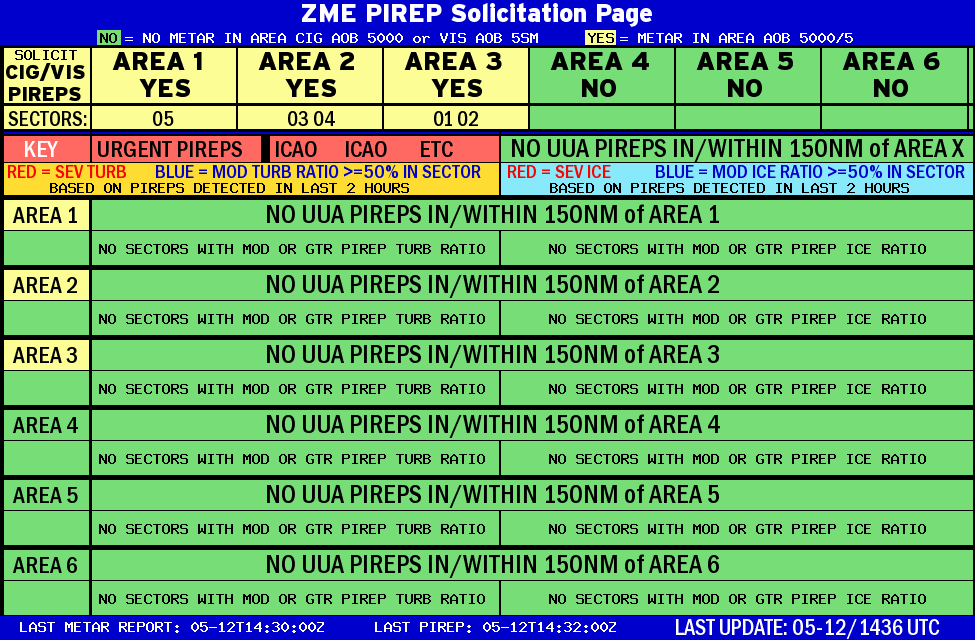 ZME PIREP Solicitation Page
NO = NO METAR IN AREA CIG AOB 5000 or VIS AOB 5SM YES = METAR IN AREA AOB 5000/5
SOLICIT CIG/VIS PIREPS
AREA 1 YES
AREA 2 YES
AREA 3 YES
AREA 4 NO
AREA 5 NO
AREA 6 NO
SECTORS: 05 03 04 01 02
KEY URGENT PIREPS ICAO ICAO ETC NO UUA PIREPS IN/WITHIN 150NM of AREA X
RED = SEV TURB BLUE = MOD TURB RATIO >=50% IN SECTOR RED = SEV ICE BLUE = MOD ICE RATIO >=50% IN SECTOR
BASED ON PIREPS DETECTED IN LAST 2 HOURS BASED ON PIREPS DETECTED IN LAST 2 HOURS
AREA 1 NO UUA PIREPS IN/WITHIN 150NM of AREA 1
NO SECTORS WITH MOD OR GTR PIREP TURB RATIO NO SECTORS WITH MOD OR GTR PIREP ICE RATIO
AREA 2 NO UUA PIREPS IN/WITHIN 150NM of AREA 2
NO SECTORS WITH MOD OR GTR PIREP TURB RATIO NO SECTORS WITH MOD OR GTR PIREP ICE RATIO
AREA 3 NO UUA PIREPS IN/WITHIN 150NM of AREA 3
NO SECTORS WITH MOD OR GTR PIREP TURB RATIO NO SECTORS WITH MOD OR GTR PIREP ICE RATIO
AREA 4 NO UUA PIREPS IN/WITHIN 150NM of AREA 4
NO SECTORS WITH MOD OR GTR PIREP TURB RATIO NO SECTORS WITH MOD OR GTR PIREP ICE RATIO
AREA 5 NO UUA PIREPS IN/WITHIN 150NM of AREA 5
NO SECTORS WITH MOD OR GTR PIREP TURB RATIO NO SECTORS WITH MOD OR GTR PIREP ICE RATIO
AREA 6 NO UUA PIREPS IN/WITHIN 150NM of AREA 6
NO SECTORS WITH MOD OR GTR PIREP TURB RATIO NO SECTORS WITH MOD OR GTR PIREP ICE RATIO
LAST METAR REPORT: 05-12T14:30:00Z LAST PIREP: 05-12T14:32:00Z LAST UPDATE: 05-12/1436 UTC